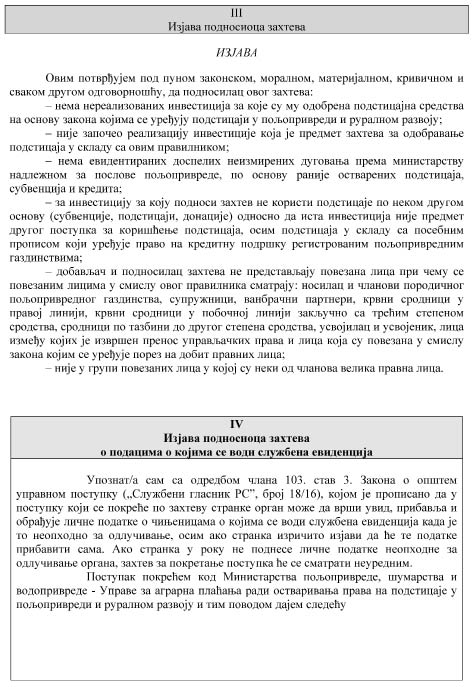 III
Изјава подносиоца захтева
ИЗЈАВА
Овим потврђујем под пуном законском, моралном, материјалном, кривичном и
сваком другом одговорношћу, да подносилац овог захтева:
– нема нереализованих инвестиција за које су му одобрена подстицајна средства
на основу закона којима се уређују подстицаји у пољопривреди и руралном развоју;
– није започео реализацију инвестиције која је предмет захтева за одобравање
подстицаја у складу са овим правилником;
– нема евидентираних доспелих неизмирених дуговања према министарству
надлежном за послове пољопривреде, по основу раније остварених подстицаја,
субвенција и кредита;
– за инвестицију за коју подноси захтев не користи подстицаје по неком другом
основу (субвенције, подстицаји, донације) односно да иста инвестиција није предмет
другог поступка за коришћење подстицаја, осим подстицаја у складу са посебним
прописом који уређује право на кредитну подршку регистрованим пољопривредним
газдинствима;
– добављач и подносилац захтева не представљају повезана лица при чему се
повезаним лицима у смислу овог правилника сматрају: носилац и чланови породичног
пољопривредног газдинства, супружници, ванбрачни партнери, крвни сродници у
правој линији, крвни сродници у побочној линији закључно са трећим степеном
сродства, сродници по тазбини до другог степена сродства, усвојилац и усвојеник, лица
између којих је извршен пренос управљачких права и лица која су повезана у смислу
закона којим се уређује порез на добит правних лица;
– није у групи повезаних лица у којој су неки од чланова велика правна лица.
IV
Изјава подносиоца захтева
о подацима о којима се води службена евиденција
Упознат/а сам са одредбом члана 103. став 3. Закона о општем
управном поступку („Службени гласник РС”, број 18/16), којом је прописано да у
поступку који се покреће по захтеву странке орган може да врши увид, прибавља и
обрађује личне податке о чињеницама о којима се води службена евиденција када је
то неопходно за одлучивање, осим ако странка изричито изјави да ће те податке
прибавити сама. Ако странка у року не поднесе личне податке неопходне за
одлучивање органа, захтев за покретање поступка ће се сматрати неуредним.
Поступак покрећем код Министарства пољопривреде, шумарства и
водопривреде - Управе за аграрна плаћања ради остваривања права на подстицаје у
пољопривреди и руралном развоју и тим поводом дајем следећу